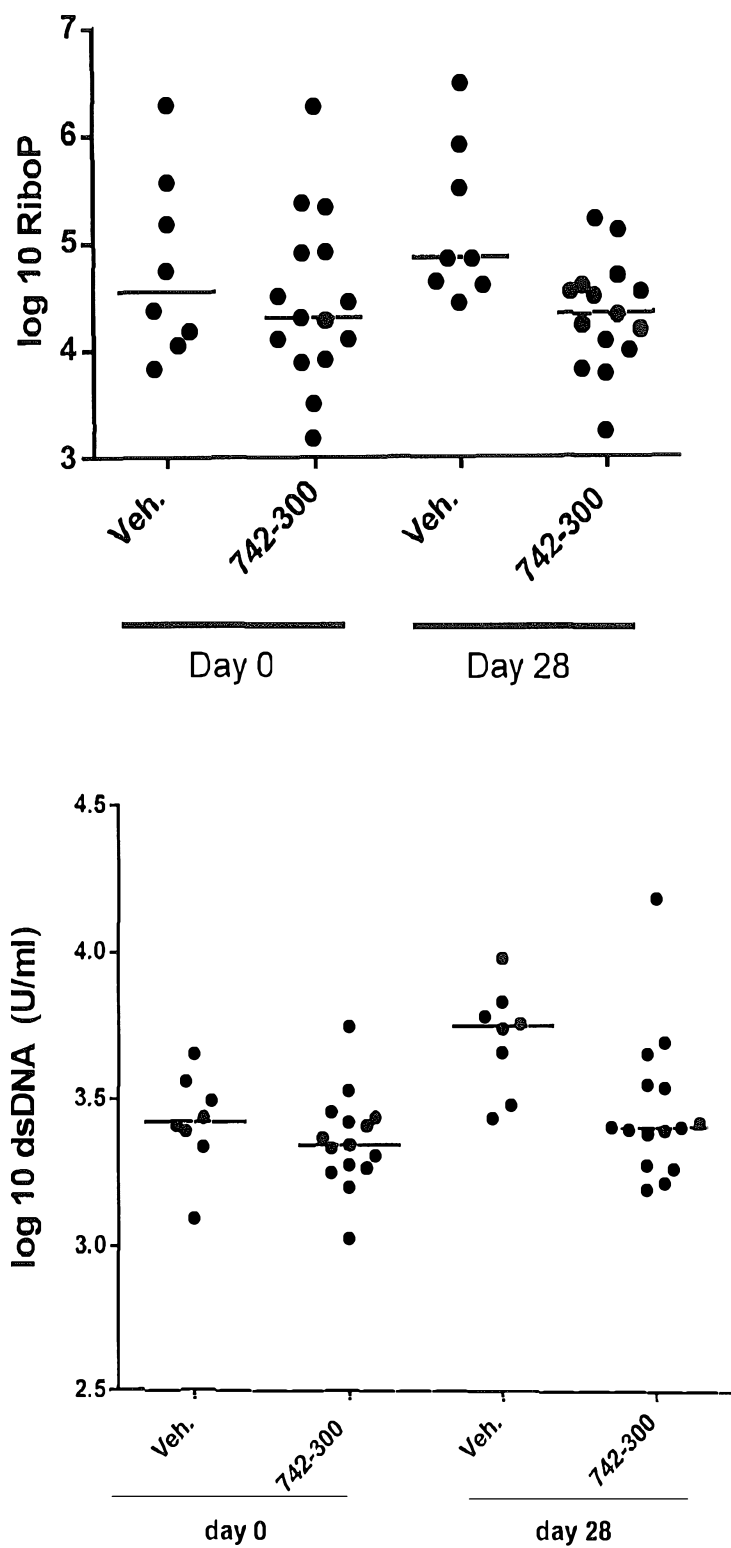 7
6
5
4
3
log 10 RiboP
Veh.
742-300
Veh.
742-300
Day 0
Day 28
4.5
4.0
3.5
3.0
2.5
log 10 dsDNA (U/ml)
Veh.
742-300
Veh.
742-300
day 0
day 28